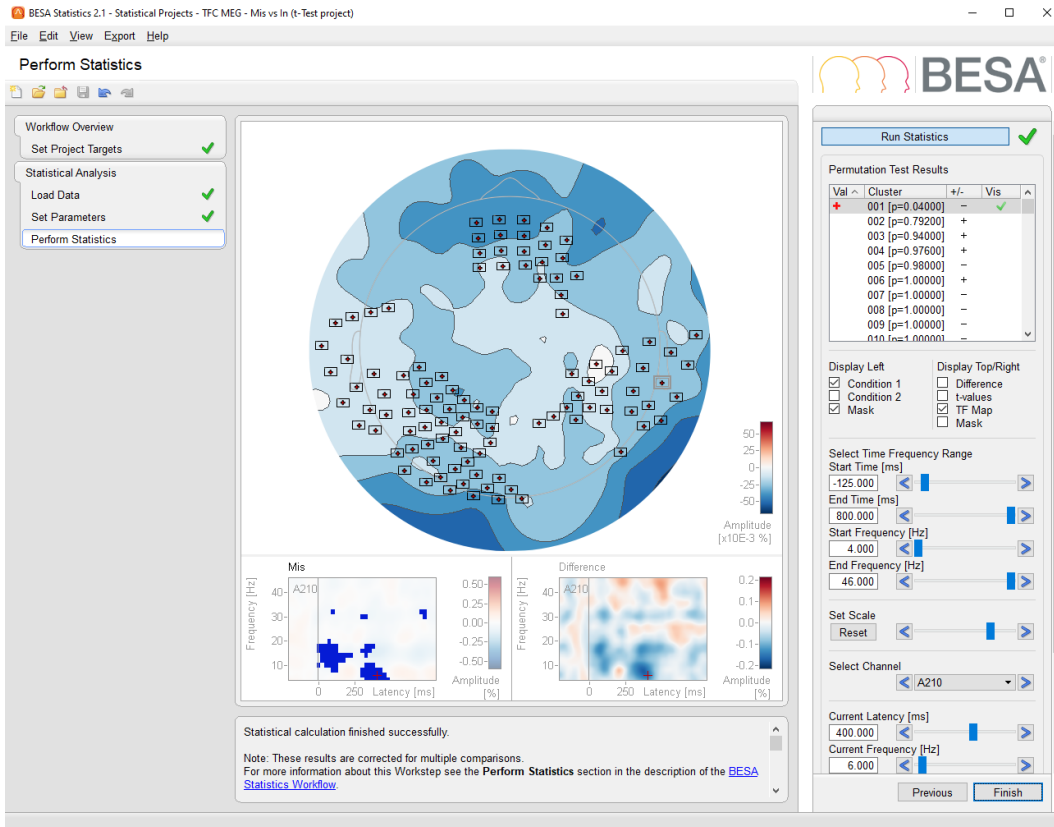 BESA Statistics 2.1 - Statistical Projects - TFC MEG - Mis vs In (t-Test project)
File Edit View Export Help
Perform Statistics
BESA®
Workflow Overview
Set Project Targets
Statistical Analysis
Load Data
Set Parameters
Perform Statistics
50
25
0
-25
-50
Amplitude
[x10E-3 %]
Mis
A210
Frequency [Hz]
40
30
20
10
0 250 Latency [ms]
0.50
0.25
0.00
-0.25
-0.50
Amplitude
[%]
Difference
A210
Frequency [Hz]
40
30
20
10
0 250 Latency [ms]
0.2
0.1
0.0
-0.1
-0.2
Amplitude
[%]
Statistical calculation finished successfully.
Note: These results are corrected for multiple comparisons.
For more information about this Workstep see the Perform Statistics section in the description of the BESA
Statistics Workflow.
Run Statistics
Permutation Test Results
Val Cluster +/- Vis
+ 001 [p=0.04000] −
002 [p=0.79200] +
003 [p=0.94000] +
004 [p=0.97600] +
005 [p=0.98000] −
006 [p=1.00000] +
007 [p=1.00000] −
008 [p=1.00000] −
009 [p=1.00000] −
010 [p=1.00000] −
Display Left
Condition 1
Condition 2
Mask
Display Top/Right
Difference
t-values
TF Map
Mask
Select Time Frequency Range
Start Time [ms]
-125.000
End Time [ms]
800.000
Start Frequency [Hz]
4.000
End Frequency [Hz]
46.000
Set Scale
Reset
Select Channel
A210
Current Latency [ms]
400.000
Current Frequency [Hz]
6.000
Previous Finish